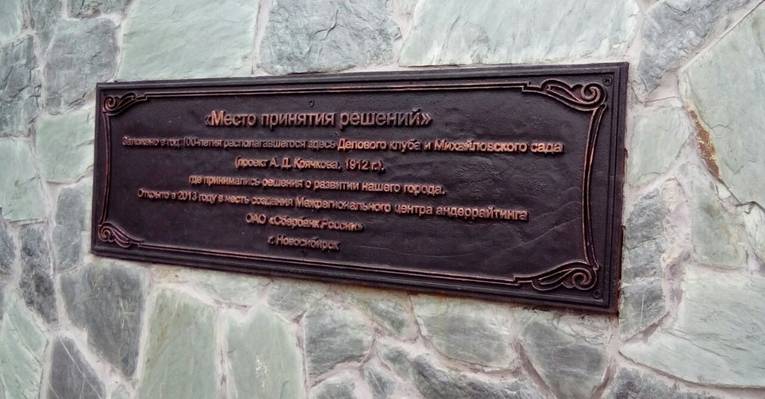 «Место принятия решений»
Заложено в год 100-летия располагавшегося здесь Делового клуба и Михайловского сада
(проект А. Д. Крячкова, 1912 г.),
где принимались решения о развитии нашего города.
Открыто в 2013 году в честь создания Межрегионального центра андеррайтинга
ОАО «Сбербанк России»
г. Новосибирск